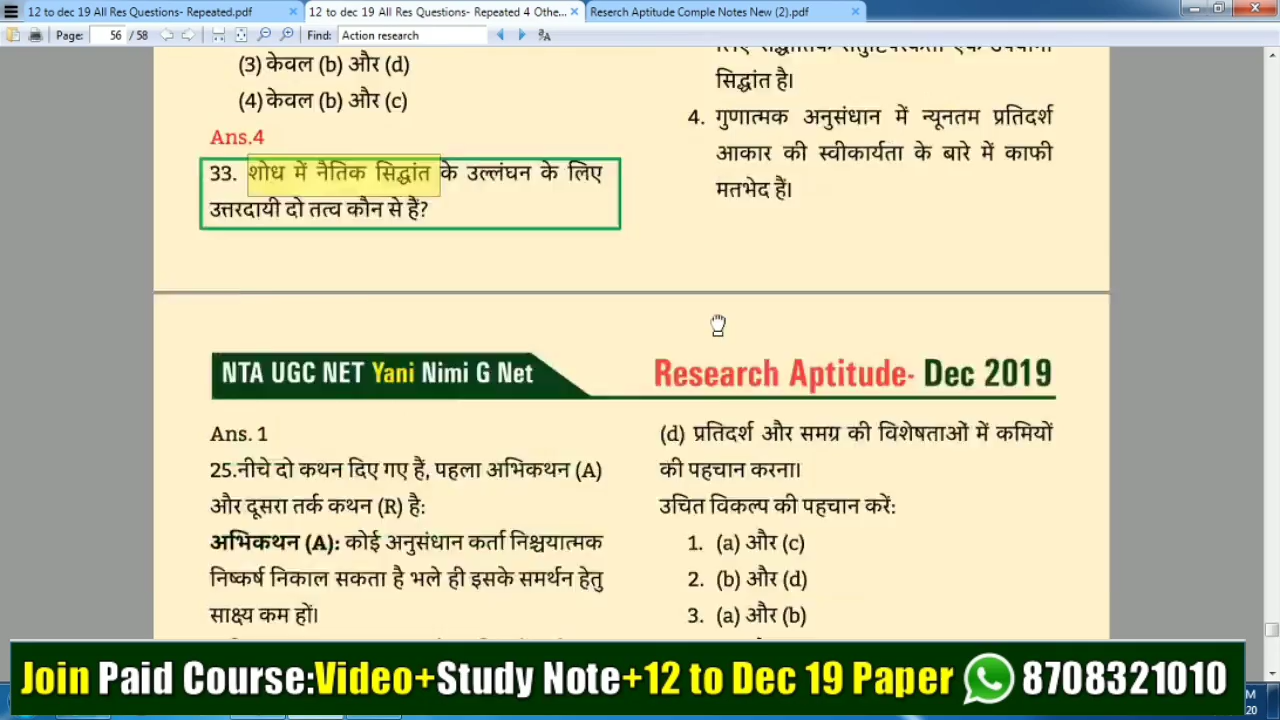 12 to dec 19 All Res Questions- Repeated.pdf
12 to dec 19 All Res Questions- Repeated 4 Othe...
Reserch Aptitude Comple Notes New (2).pdf
Page: 56 / 58
Find: Action research
(3) केवल (b) और (d)
(4) केवल (b) और (c)
Ans.4
33. शोध में नैतिक सिद्धांत के उल्लंघन के लिए
उत्तरदायी दो तत्व कौन से हैं?
सिद्धांत है।
4. गुणात्मक अनुसंधान में न्यूनतम प्रतिदर्श
आकार की स्वीकार्यता के बारे में काफी
मतभेद हैं।
NTA UGC NET Yani Nimi G Net
Research Aptitude- Dec 2019
Ans. 1
25.नीचे दो कथन दिए गए हैं, पहला अभिकथन (A)
और दूसरा तर्क कथन (R) है:
अभिकथन (A): कोई अनुसंधान कर्ता निश्चयात्मक
निष्कर्ष निकाल सकता है भले ही इसके समर्थन हेतु
साक्ष्य कम हों।
(d) प्रतिदर्श और समग्र की विशेषताओं में कमियों
की पहचान करना।
उचित विकल्प की पहचान करें:
1. (a) और (c)
2. (b) और (d)
3. (a) और (b)
Join Paid Course:Video+Study Note+12 to Dec 19 Paper 8708321010